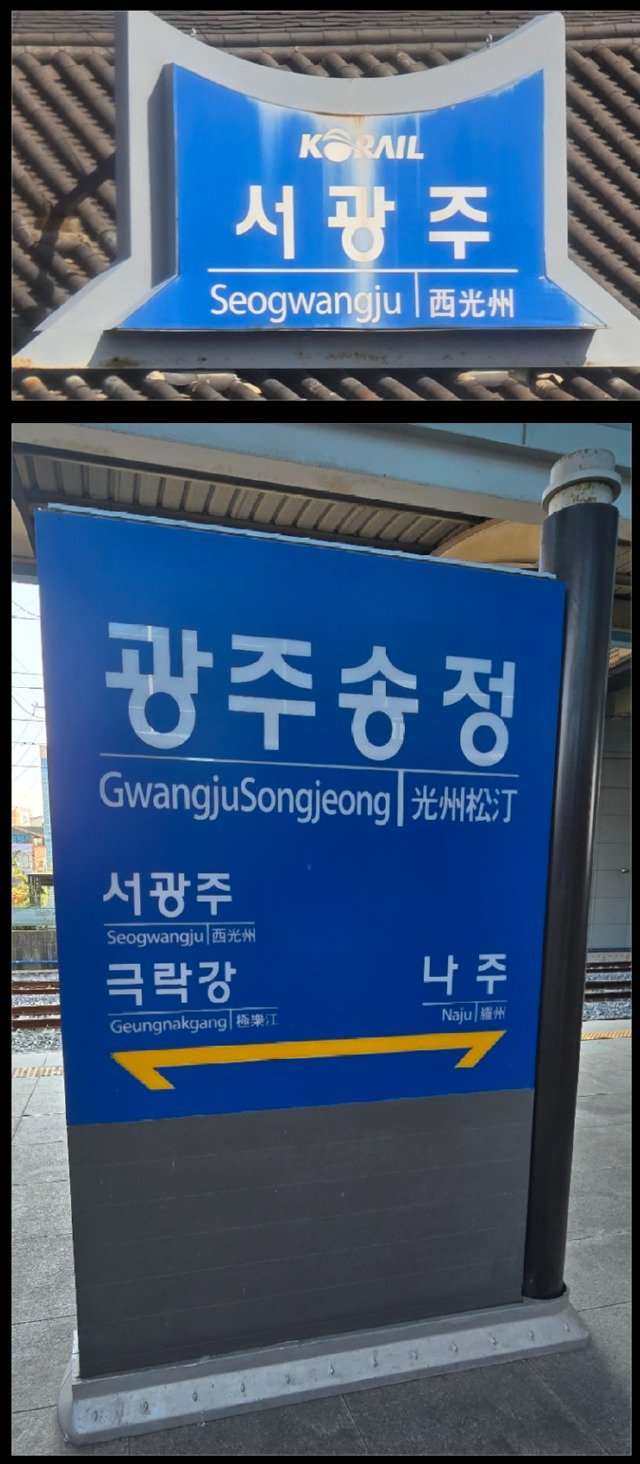 KORAIL
서광주
Seogwangju 西光州
광주송정
GwangjuSongjeong 光州松汀
서광주
Seogwangju 西光州
극락강
Geungnakgang 極樂江
나주
Naju 羅州